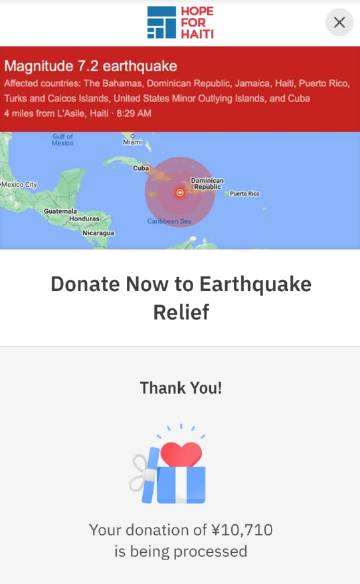 HOPE
FOR
HAITI
Magnitude 7.2 earthquake
Affected countries: The Bahamas, Dominican Republic, Jamaica, Haiti, Puerto Rico,
Turks and Caicos Islands, United States Minor Outlying Islands, and Cuba
4 miles from L'Asile, Haiti · 8:29 AM
Gulf of
Mexico
Miami
Cuba
Mexico City
Dominican
Republic
Puerto Rico
Guatemala
Honduras
Caribbean Sea
Nicaragua
Donate Now to Earthquake
Relief
Thank You!
Your donation of ¥10,710
is being processed